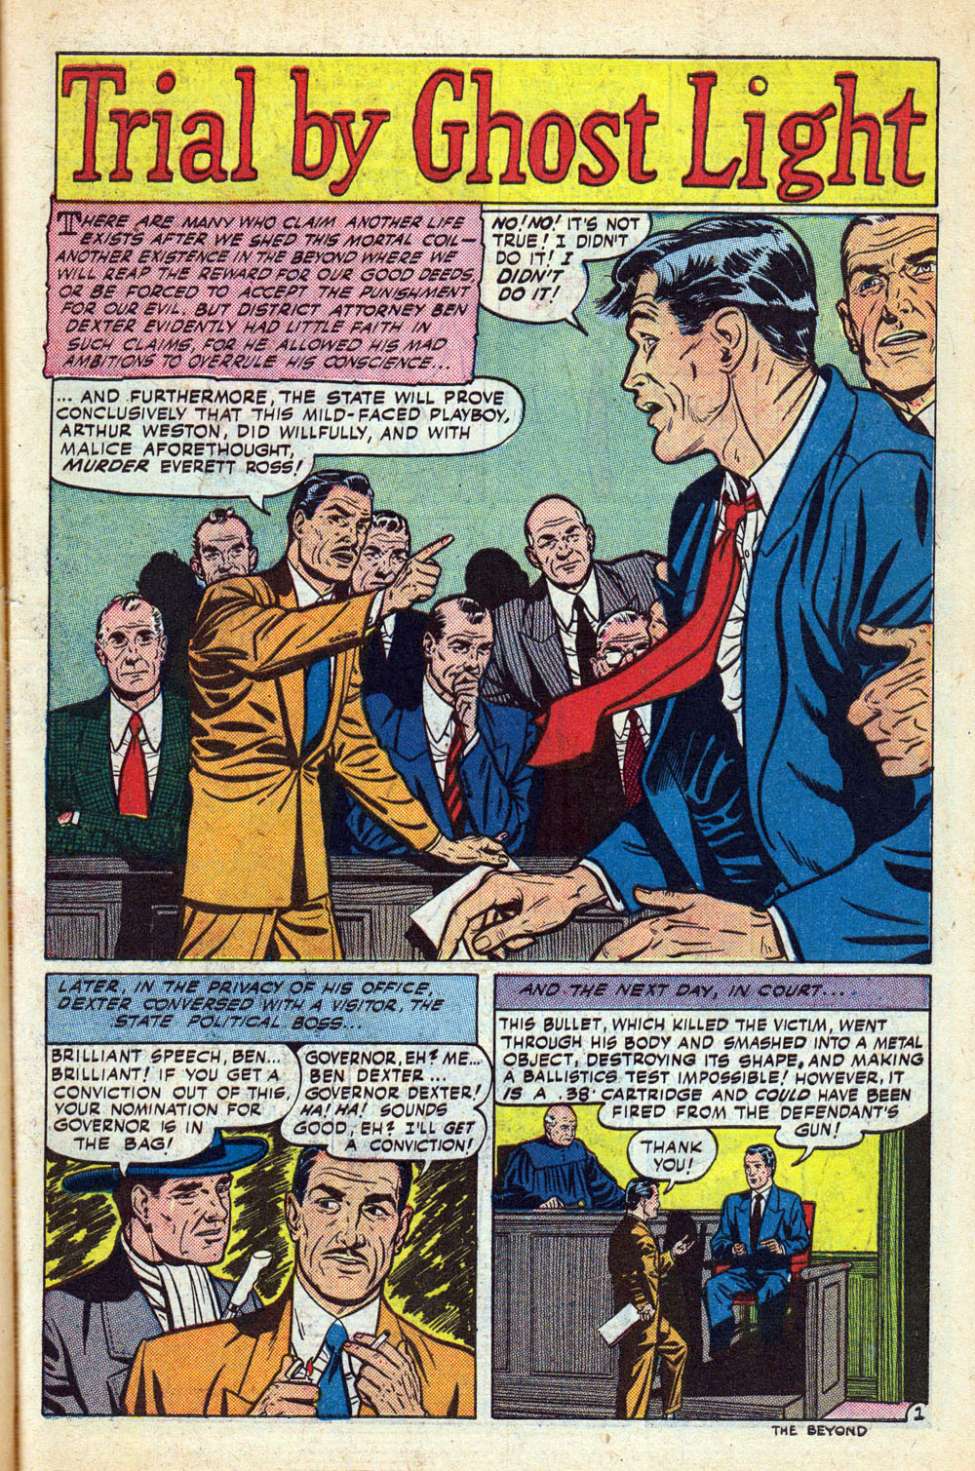 Trial by Ghost Light
THERE ARE MANY WHO CLAIM ANOTHER LIFE
EXISTS AFTER WE SHED THIS MORTAL COIL—
ANOTHER EXISTENCE IN THE BEYOND WHERE WE
WILL REAP THE REWARD FOR OUR GOOD DEEDS,
OR BE FORCED TO ACCEPT THE PUNISHMENT
FOR OUR EVIL. BUT DISTRICT ATTORNEY BEN
DEXTER EVIDENTLY HAD LITTLE FAITH IN
SUCH CLAIMS, FOR HE ALLOWED HIS MAD
AMBITIONS TO OVERRULE HIS CONSCIENCE...
NO! NO! IT'S NOT
TRUE! I DIDN'T
DO IT! I
DIDN'T
DO IT!
... AND FURTHERMORE, THE STATE WILL PROVE
CONCLUSIVELY THAT THIS MILD-FACED PLAYBOY,
ARTHUR WESTON, DID WILLFULLY, AND WITH
MALICE AFORETHOUGHT,
MURDER EVERETT ROSS!
LATER, IN THE PRIVACY OF HIS OFFICE,
DEXTER CONVERSED WITH A VISITOR, THE
STATE POLITICAL BOSS...
BRILLIANT SPEECH, BEN...
BRILLIANT! IF YOU GET A
CONVICTION OUT OF THIS,
YOUR NOMINATION FOR
GOVERNOR IS IN
THE BAG!
GOVERNOR, EH? ME...
BEN DEXTER...
GOVERNOR DEXTER!
HA! HA! SOUNDS
GOOD, EH? I'LL GET
A CONVICTION!
AND THE NEXT DAY, IN COURT...
THIS BULLET, WHICH KILLED THE VICTIM, WENT
THROUGH HIS BODY AND SMASHED INTO A METAL
OBJECT, DESTROYING ITS SHAPE, AND MAKING
A BALLISTICS TEST IMPOSSIBLE! HOWEVER, IT
IS A .38 CARTRIDGE AND COULD HAVE BEEN
FIRED FROM THE DEFENDANT'S
GUN!
THANK
YOU!
1
THE BEYOND